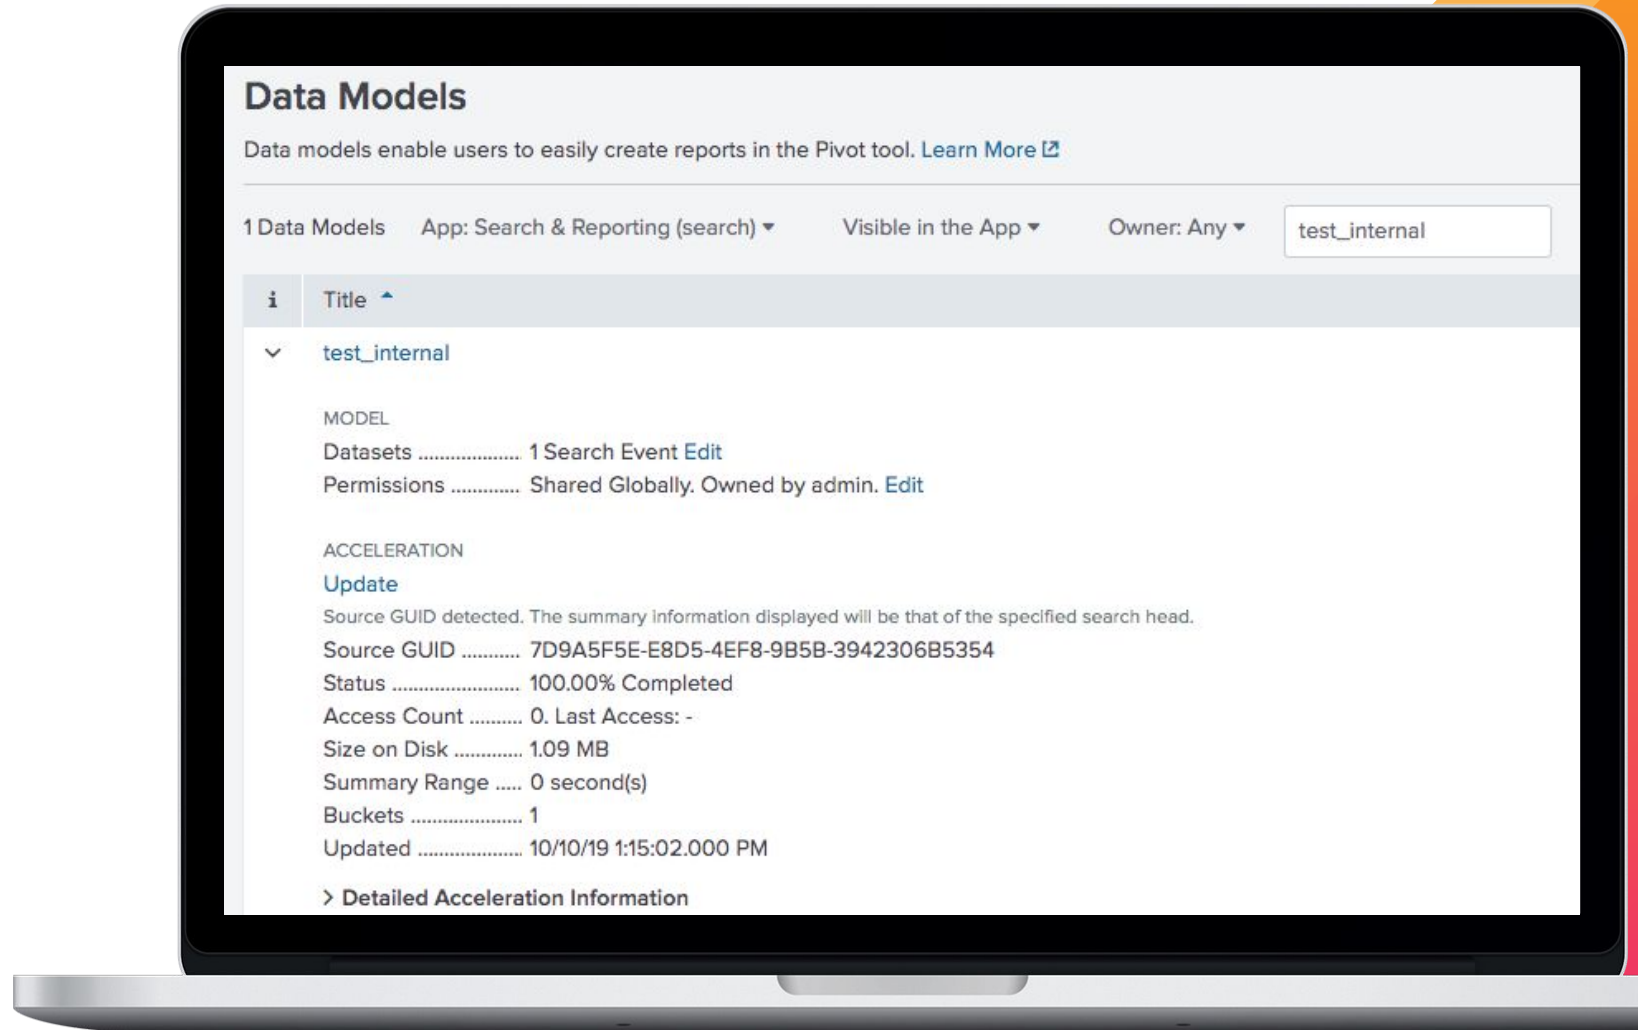 Data Models
Data models enable users to easily create reports in the Pivot tool. Learn More
1 Data Models App: Search & Reporting (search) Visible in the App Owner: Any test_internal
i Title
test_internal
MODEL
Datasets ................... 1 Search Event Edit
Permissions ............. Shared Globally. Owned by admin. Edit
ACCELERATION
Update
Source GUID detected. The summary information displayed will be that of the specified search head.
Source GUID ........... 7D9A5F5E-E8D5-4EF8-9B5B-3942306B5354
Status ........................ 100.00% Completed
Access Count .......... 0. Last Access: -
Size on Disk ............. 1.09 MB
Summary Range ..... 0 second(s)
Buckets ..................... 1
Updated .................... 10/10/19 1:15:02.000 PM
> Detailed Acceleration Information